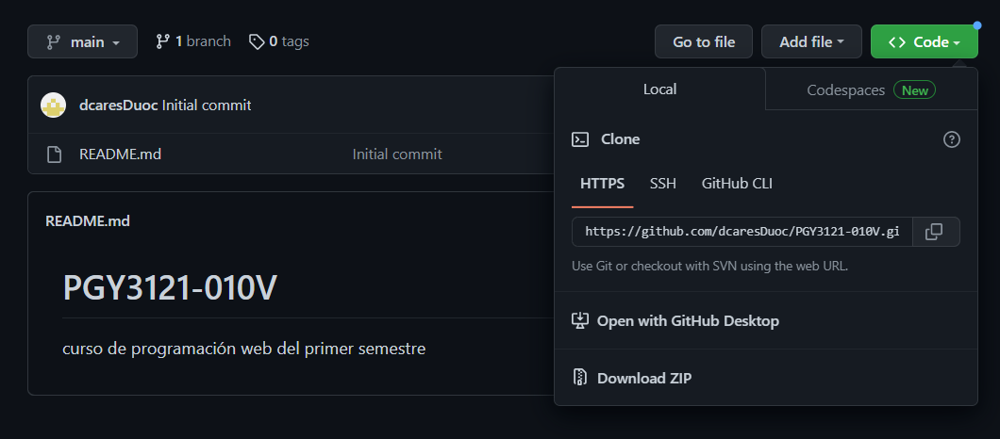 main 1 branch 0 tags Go to file Add file Code
dcaresDuoc Initial commit
README.md Initial commit
README.md
PGY3121-010V
curso de programación web del primer semestre
Local Codespaces New
Clone
HTTPS SSH GitHub CLI
https://github.com/dcaresDuoc/PGY3121-010V.gi
Use Git or checkout with SVN using the web URL.
Open with GitHub Desktop
Download ZIP